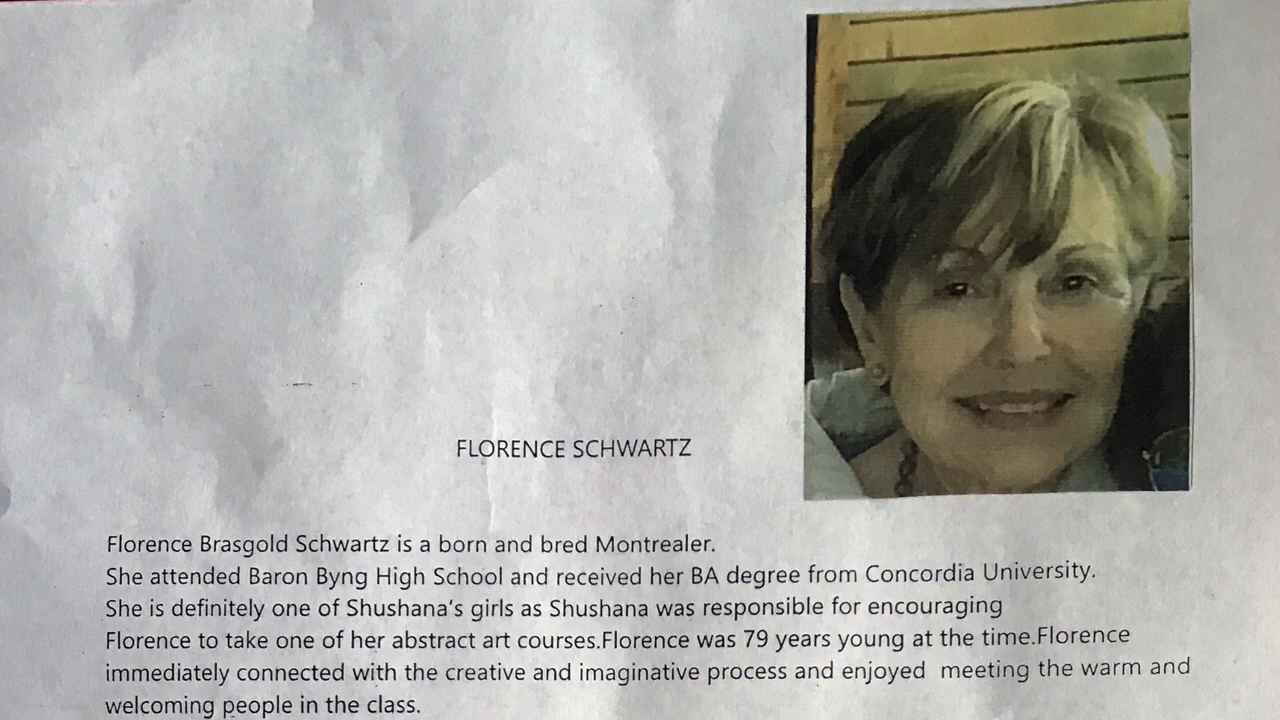 FLORENCE SCHWARTZ
Florence Brasgold Schwartz is a born and bred Montrealer.
She attended Baron Byng High School and received her BA degree from Concordia University.
She is definitely one of Shushana's girls as Shushana was responsible for encouraging
Florence to take one of her abstract art courses.Florence was 79 years young at the time.Florence
immediately connected with the creative and imaginative process and enjoyed  meeting the warm and
welcoming people in the class.